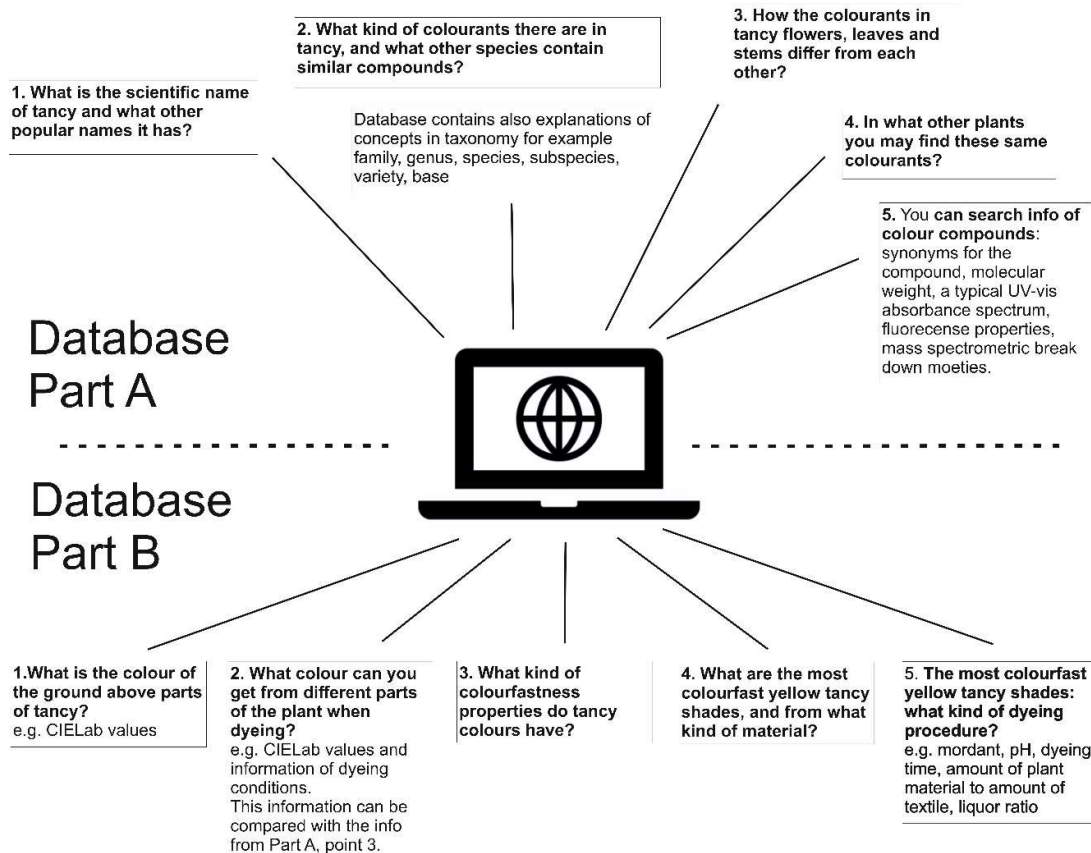 1. What is the scientific name
of tancy and what other
popular names it has?
2. What kind of colourants there are in
tancy, and what other species contain
similar compounds?
Database contains also explanations of
concepts in taxonomy for example
family, genus, species, subspecies,
variety, base
3. How the colourants in
tancy flowers, leaves and
stems differ from each
other?
4. In what other plants
you may find these same
colourants?
5. You can search info of
colour compounds:
synonyms for the
compound, molecular
weight, a typical UV-vis
absorbance spectrum,
fluorecense properties,
mass spectrometric break
down moeties.
Database
Part A
Database
Part B
1.What is the colour of
the ground above parts
of tancy?
e.g. CIELab values
2. What colour can you
get from different parts
of the plant when
dyeing?
e.g. CIELab values and
information of dyeing
conditions.
This information can be
compared with the info
from Part A, point 3.
3. What kind of
colourfastness
properties do tancy
colours have?
4. What are the most
colourfast yellow tancy
shades, and from what
kind of material?
5. The most colourfast
yellow tancy shades:
what kind of dyeing
procedure?
e.g. mordant, pH, dyeing
time, amount of plant
material to amount of
textile, liquor ratio